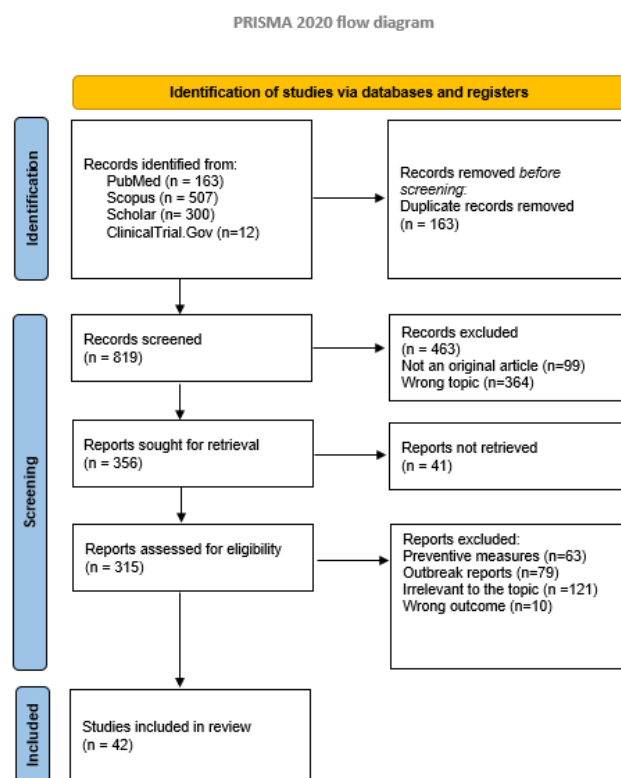 PRISMA 2020 flow diagram
Identification of studies via databases and registers
Identification
Records identified from:
PubMed (n = 163)
Scopus (n = 507)
Scholar (n= 300)
ClinicalTrial.Gov (n=12)
Records removed before
screening:
Duplicate records removed
(n = 163)
Screening
Records screened
(n = 819)
Records excluded
(n = 463)
Not an original article (n=99)
Wrong topic (n=364)
Reports sought for retrieval
(n = 356)
Reports not retrieved
(n = 41)
Reports assessed for eligibility
(n = 315)
Reports excluded:
Preventive measures (n=63)
Outbreak reports (n=79)
Irrelevant to the topic (n =121)
Wrong outcome (n=10)
Included
Studies included in review
(n = 42)